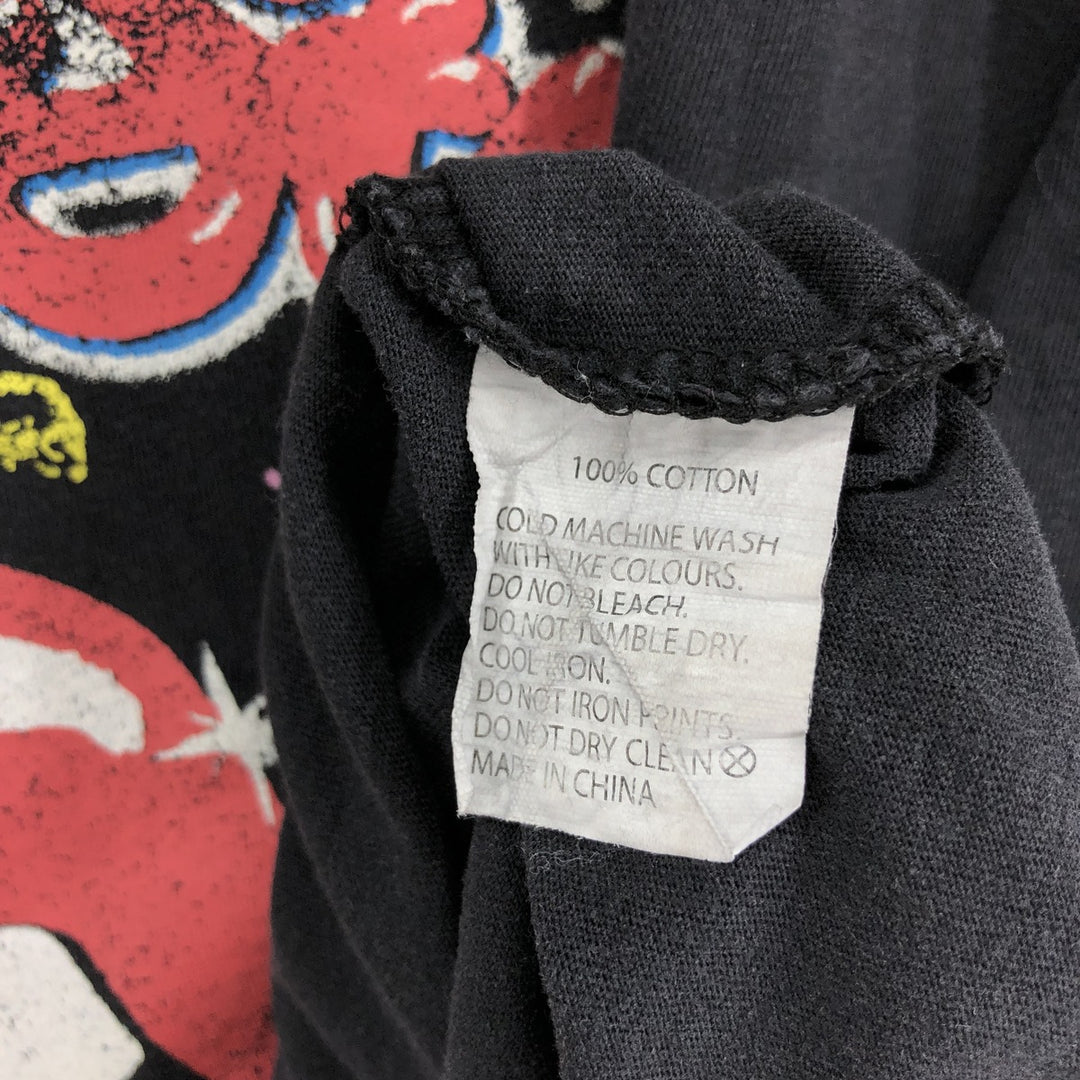 100% COTTON
COLD MACHINE WASH
WITH LIKE COLOURS.
DO NOT BLEACH.
DO NOT TUMBLE DRY.
COOL IRON.
DO NOT IRON PRINTS.
DO NOT DRY CLEAN
MADE IN CHINA